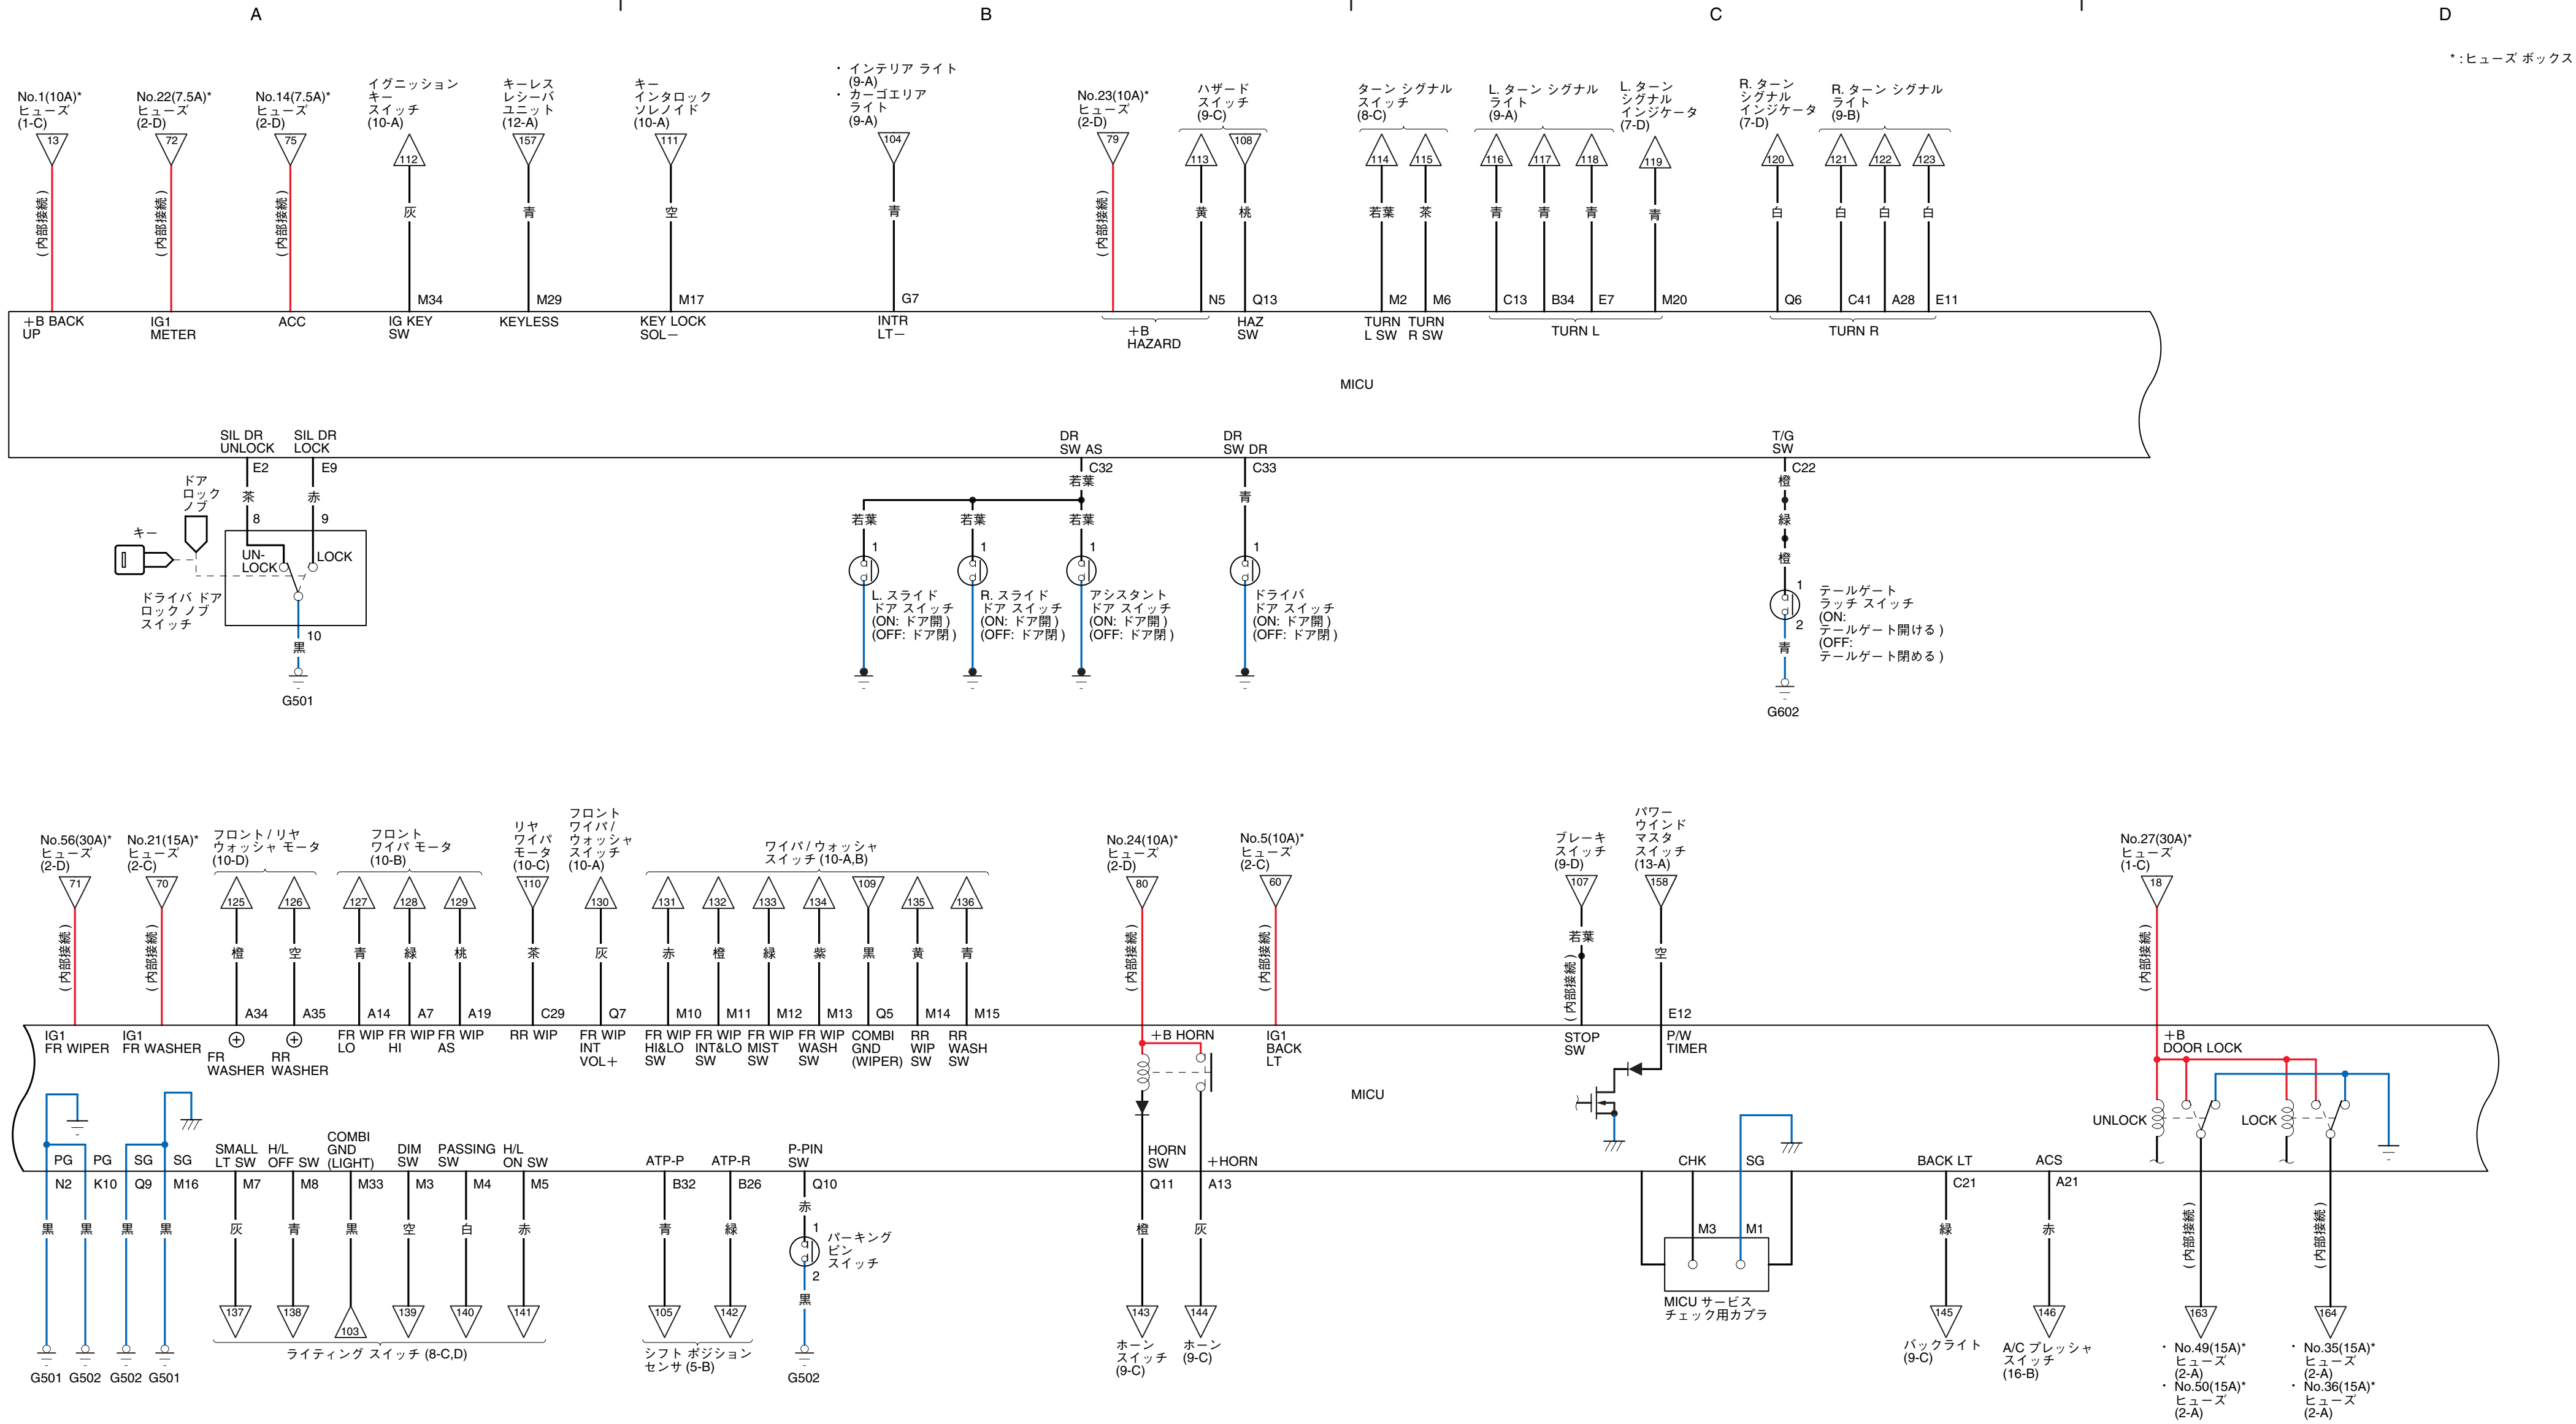 A
B
C
D
*:ヒューズ ボックス
No.1(10A)*
ヒューズ
(1-C)
13
(内部接続)
No.22(7.5A)*
ヒューズ
(2-D)
72
(内部接続)
No.14(7.5A)*
ヒューズ
(2-D)
75
(内部接続)
イグニッション
キー
スイッチ
(10-A)
112
灰
M34
キーレス
レシーバ
ユニット
(12-A)
157
青
M29
キー
インタロック
ソレノイド
(10-A)
111
空
M17
・ インテリア ライト
(9-A)
・ カーゴエリア
ライト
(9-A)
104
青
G7
No.23(10A)*
ヒューズ
(2-D)
79
(内部接続)
ハザード
スイッチ
(9-C)
113
108
黄
桃
N5
Q13
ターン シグナル
スイッチ
(8-C)
114
115
若葉
茶
M2
M6
L. ターン シグナル
ライト
(9-A)
116
117
118
青
青
青
C13
B34
E7
L. ターン
シグナル
インジケータ
(7-D)
119
青
M20
R. ターン
シグナル
インジケータ
(7-D)
120
白
Q6
R. ターン シグナル
ライト
(9-B)
121
122
123
白
白
白
C41
A28
E11
+B BACK
UP
IG1
METER
ACC
IG KEY
SW
KEYLESS
KEY LOCK
SOL−
INTR
LT−
+B
HAZARD
HAZ
SW
TURN
L SW
TURN
R SW
TURN L
TURN R
MICU
SIL DR
UNLOCK
SIL DR
LOCK
DR
SW AS
DR
SW DR
T/G
SW
E2
E9
茶
赤
8
9
ドア
ロック
ノブ
キー
UN-
LOCK
LOCK
ドライバ ドア
ロック ノブ
スイッチ
10
黒
G501
C32
若葉
若葉
若葉
若葉
1
1
1
L. スライド
ドア スイッチ
(ON: ドア開)
(OFF: ドア閉)
R. スライド
ドア スイッチ
(ON: ドア開)
(OFF: ドア閉)
アシスタント
ドア スイッチ
(ON: ドア開)
(OFF: ドア閉)
C33
青
1
ドライバ
ドア スイッチ
(ON: ドア開)
(OFF: ドア閉)
C22
橙
緑
橙
1
2
テールゲート
ラッチ スイッチ
(ON:
テールゲート開ける)
(OFF:
テールゲート閉める)
青
G602
No.56(30A)*
ヒューズ
(2-D)
71
(内部接続)
No.21(15A)*
ヒューズ
(2-C)
70
(内部接続)
フロント/リヤ
ウォッシャ モータ
(10-D)
125
126
橙
空
A34
A35
フロント
ワイパ モータ
(10-B)
127
128
129
青
緑
桃
A14
A7
A19
リヤ
ワイパ
モータ
(10-C)
110
茶
C29
フロント
ワイパ/
ウォッシャ
スイッチ
(10-A)
130
灰
Q7
ワイパ/ウォッシャ
スイッチ(10-A,B)
131
132
133
134
109
135
136
赤
橙
緑
紫
黒
黄
青
M10
M11
M12
M13
Q5
M14
M15
No.24(10A)*
ヒューズ
(2-D)
80
(内部接続)
No.5(10A)*
ヒューズ
(2-C)
60
(内部接続)
ブレーキ
スイッチ
(9-D)
107
若葉
(内部接続)
パワー
ウインド
マスタ
スイッチ
(13-A)
158
空
E12
No.27(30A)*
ヒューズ
(1-C)
18
(内部接続)
IG1
FR WIPER
IG1
FR WASHER
+
FR
WASHER
+
RR
WASHER
FR WIP
LO
FR WIP
HI
FR WIP
AS
RR WIP
FR WIP
INT
VOL+
FR WIP
HI&LO
SW
FR WIP
INT&LO
SW
FR WIP
MIST
SW
FR WIP
WASH
SW
COMBI
GND
(WIPER)
RR
WIP
SW
RR
WASH
SW
+B HORN
IG1
BACK
LT
STOP
SW
P/W
TIMER
+B
DOOR LOCK
MICU
UNLOCK
LOCK
PG
PG
SG
SG
SMALL
LT SW
H/L
OFF SW
COMBI
GND
(LIGHT)
DIM
SW
PASSING
SW
H/L
ON SW
ATP-P
ATP-R
P-PIN
SW
HORN
SW
+HORN
CHK
SG
BACK LT
ACS
N2
K10
Q9
M16
M7
M8
M33
M3
M4
M5
B32
B26
Q10
Q11
A13
C21
A21
黒
黒
黒
黒
灰
青
黒
空
白
赤
青
緑
赤
1
パーキング
ピン
スイッチ
2
黒
橙
灰
M3
M1
緑
赤
(内部接続)
(内部接続)
137
138
103
139
140
141
105
142
143
144
145
146
163
164
MICU サービス
チェック用カプラ
G501
G502
G502
G501
ライティング スイッチ(8-C,D)
シフト ポジション
センサ(5-B)
G502
ホーン
スイッチ
(9-C)
ホーン
(9-C)
バックライト
(9-C)
A/C プレッシャ
スイッチ
(16-B)
・ No.49(15A)*
ヒューズ
(2-A)
・ No.50(15A)*
ヒューズ
(2-A)
・ No.35(15A)*
ヒューズ
(2-A)
・ No.36(15A)*
ヒューズ
(2-A)